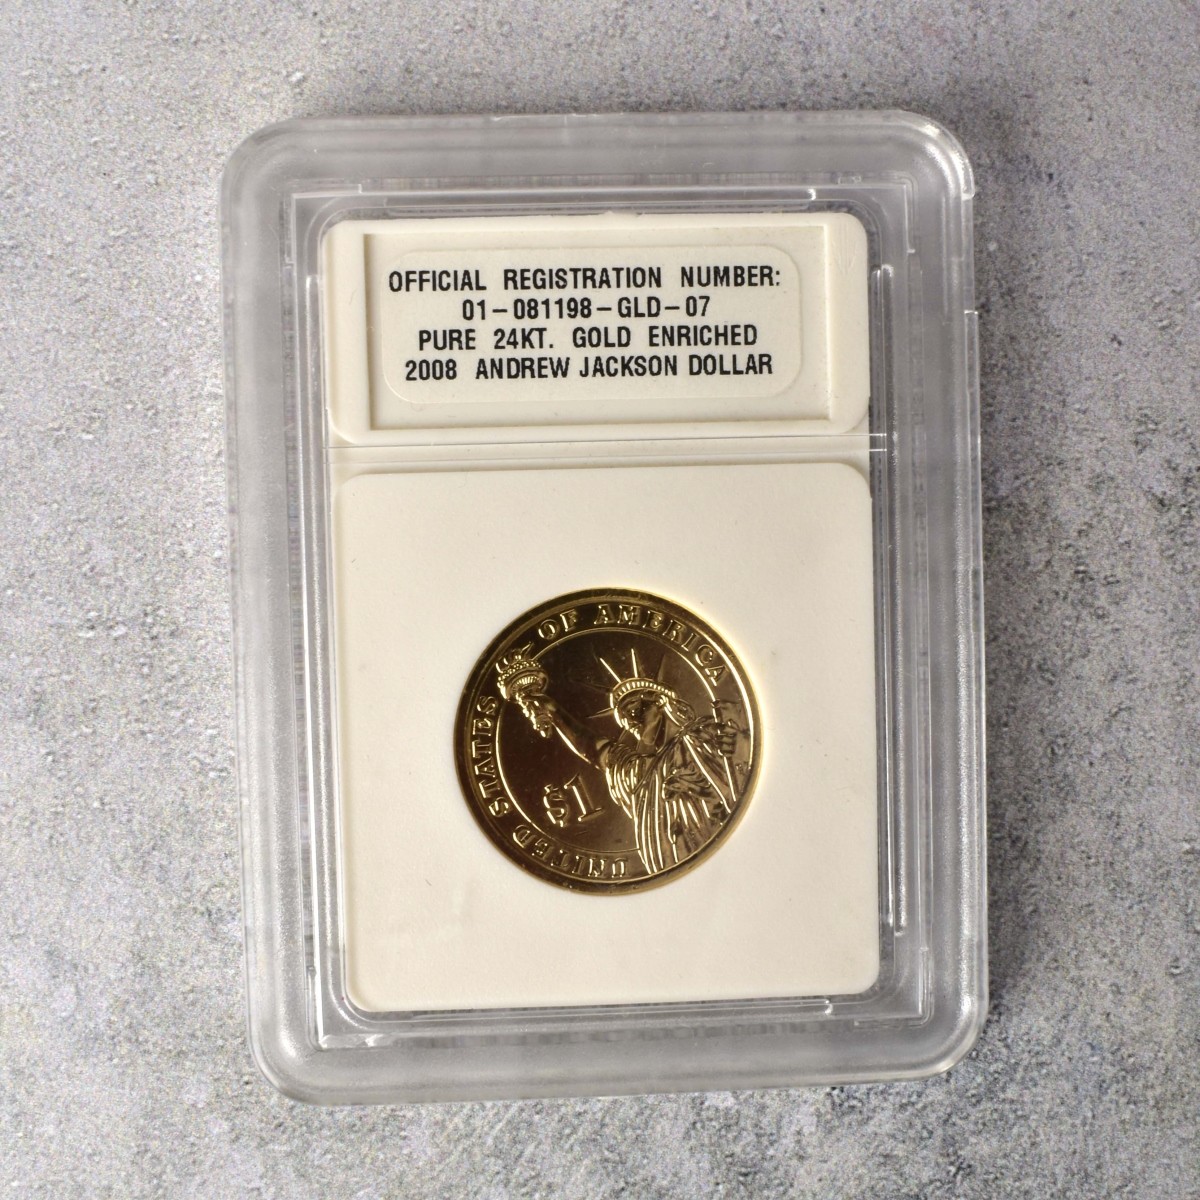 OFFICIAL REGISTRATION NUMBER:
01-081198-GLD-07
PURE 24KT. GOLD ENRICHED
2008 ANDREW JACKSON DOLLAR
UNITED STATES OF AMERICA
$1